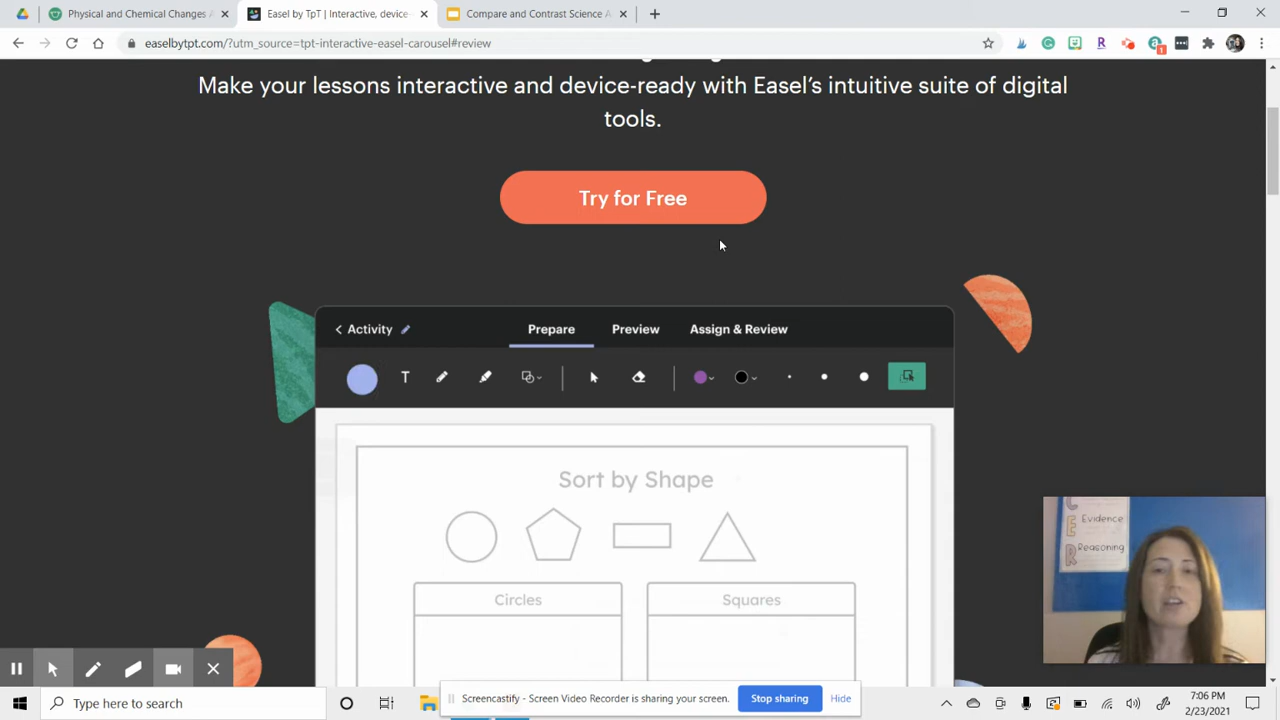 Physical and Chemical Changes A
Easel by TpT | Interactive, device-
Compare and Contrast Science A
easelbytpt.com/?utm_source=tpt-interactive-easel-carousel#review
Make your lessons interactive and device-ready with Easel's intuitive suite of digital
tools.
Try for Free
Activity
Prepare
Preview
Assign & Review
T
Sort by Shape
Circles
Squares
Evidence
Reasoning
E
R
Screencastify - Screen Video Recorder is sharing your screen.
Stop sharing
Hide
Type here to search
7:06 PM
2/23/2021